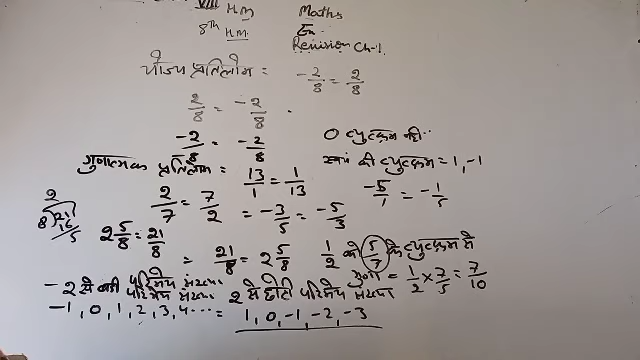 VIII H.M Maths
8th H.M. Ex.
Revision Ch-1.
योज्य प्रतिलोम = -2/8 = 2/8
2/8 = -2/8
-2/8 = -2/8 0 व्युत्क्रम नहीं..
गुणात्मक प्रतिलोम = 13/1 = 1/13 स्वयं की व्युत्क्रम = 1, -1
2/7 = 7/2 = -3/5 = -5/3 -5/1 = -1/5
2 5/8 = 21/8 = 21/8 = 2 5/8 1/2 को 5/7 के व्युत्क्रम से
गुणा = 1/2 × 7/5 = 7/10
-2 से बड़ी परिमेय संख्या 2 से छोटी परिमेय संख्या
परिमेय संख्या
-1, 0, 1, 2, 3, 4... = 1, 0, -1, -2, -3